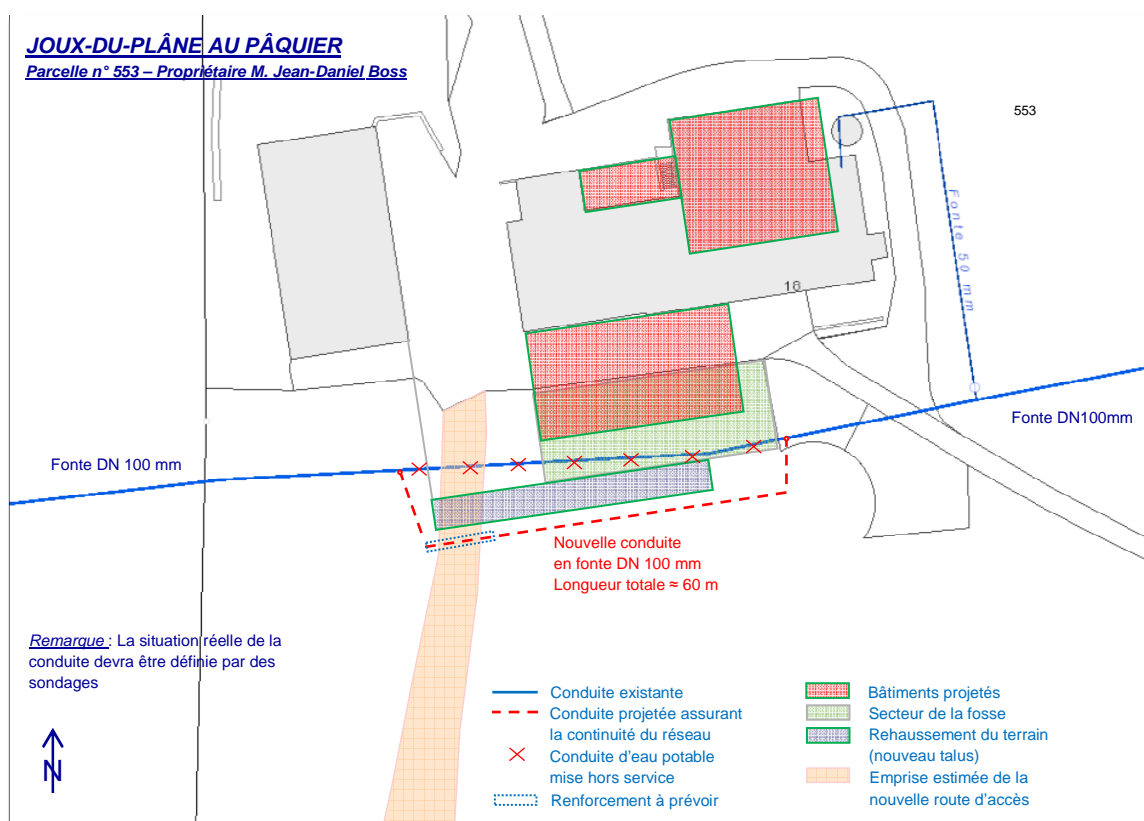 JOUX-DU-PLÂNE AU PÂQUIER
Parcelle n° 553 – Propriétaire M. Jean-Daniel Boss
553
Fonte 50 mm
18
Fonte DN100mm
Fonte DN 100 mm
Nouvelle conduite
en fonte DN 100 mm
Longueur totale ≈ 60 m
Remarque : La situation réelle de la
conduite devra être définie par des
sondages
N
Conduite existante
Conduite projetée assurant
la continuité du réseau
Conduite d'eau potable
mise hors service
Renforcement à prévoir
Bâtiments projetés
Secteur de la fosse
Rehaussement du terrain
(nouveau talus)
Emprise estimée de la
nouvelle route d'accès